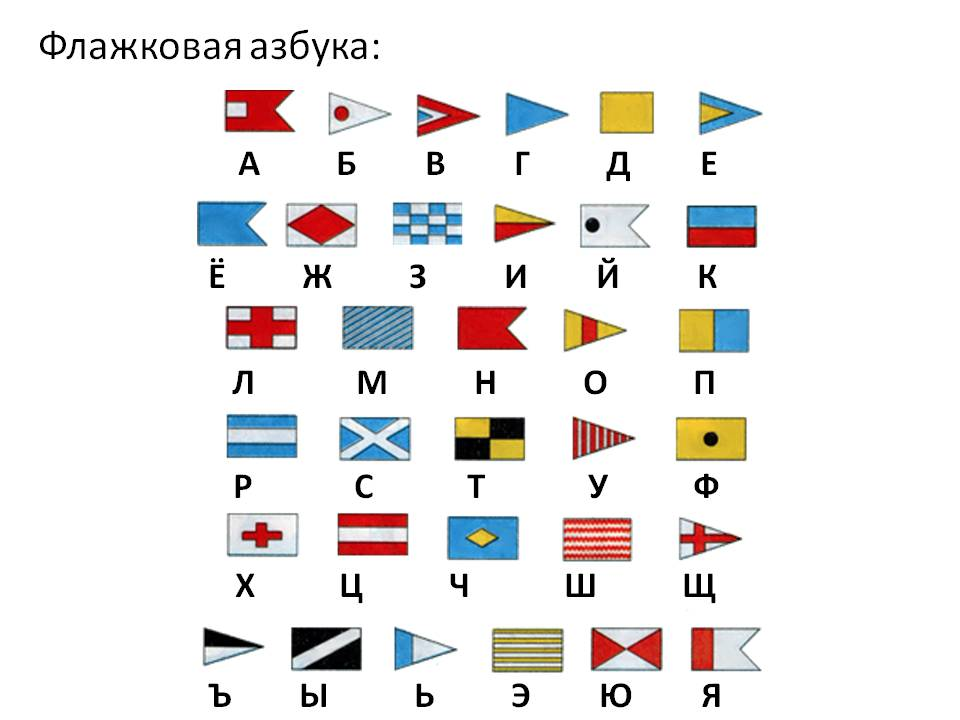 Флажковая азбука:
А Б В Г Д Е
Ё Ж З И Й К
Л М Н О П
Р С Т У Ф
Х Ц Ч Ш Щ
Ъ Ы Ь Э Ю Я